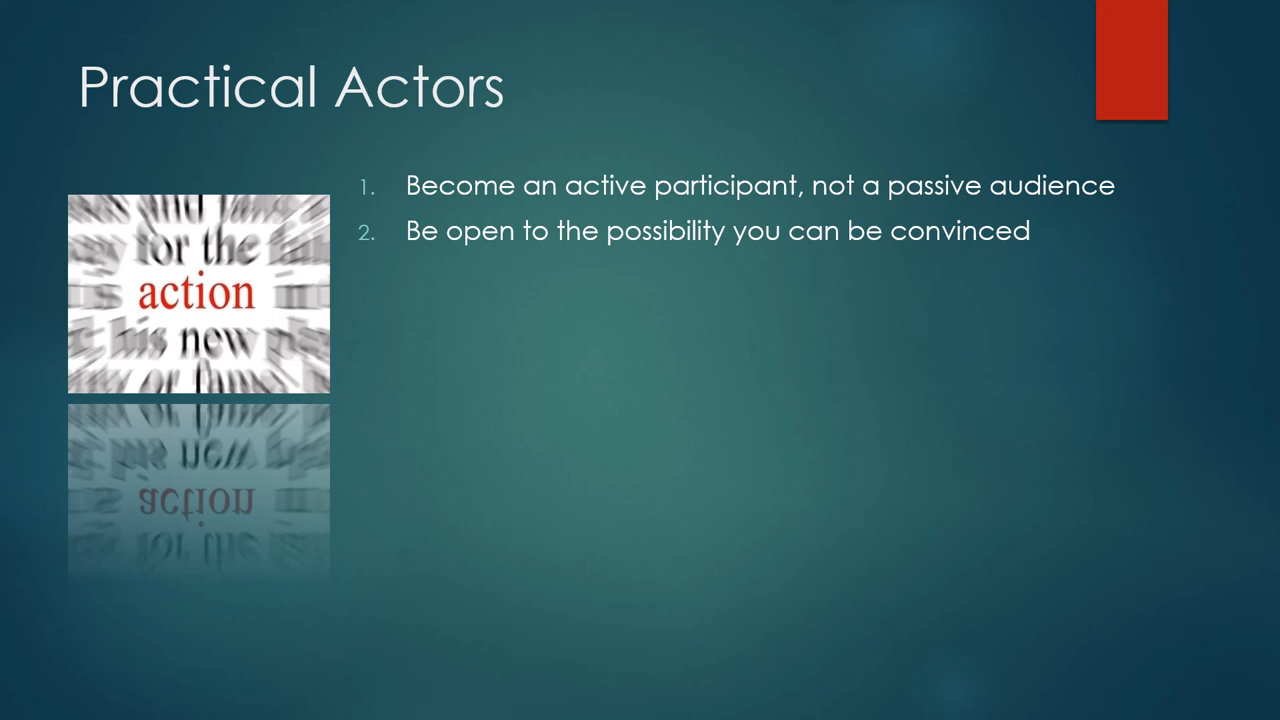 Practical Actors
1. Become an active participant, not a passive audience
2. Be open to the possibility you can be convinced
for the
action
his new
or